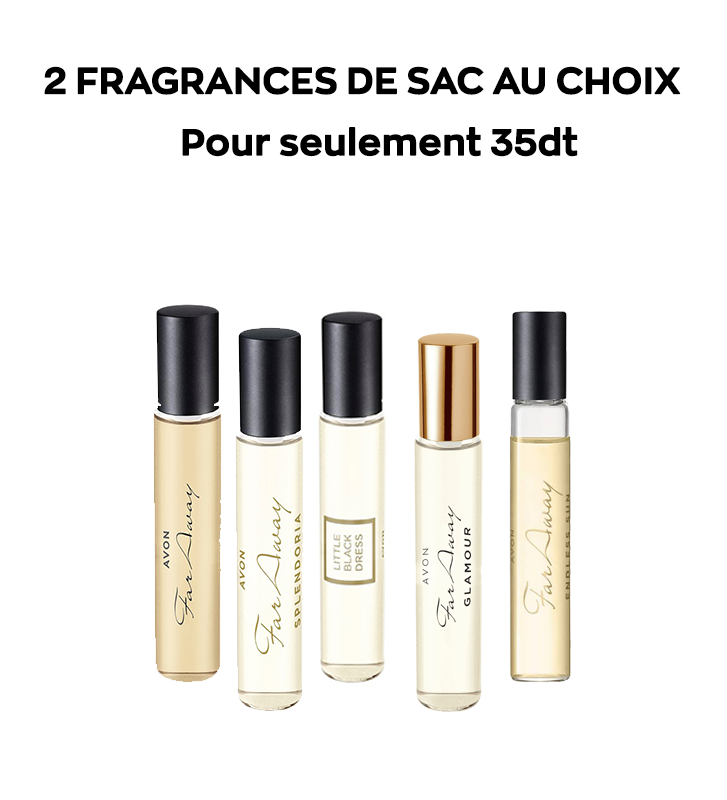 2 FRAGRANCES DE SAC AU CHOIX
Pour seulement 35dt
AVON
Far Away
AVON
Far Away
SPLENDORIA
LITTLE
BLACK
DRESS
AVON
Far Away
GLAMOUR
AVON
Far Away
ENDLESS SUN